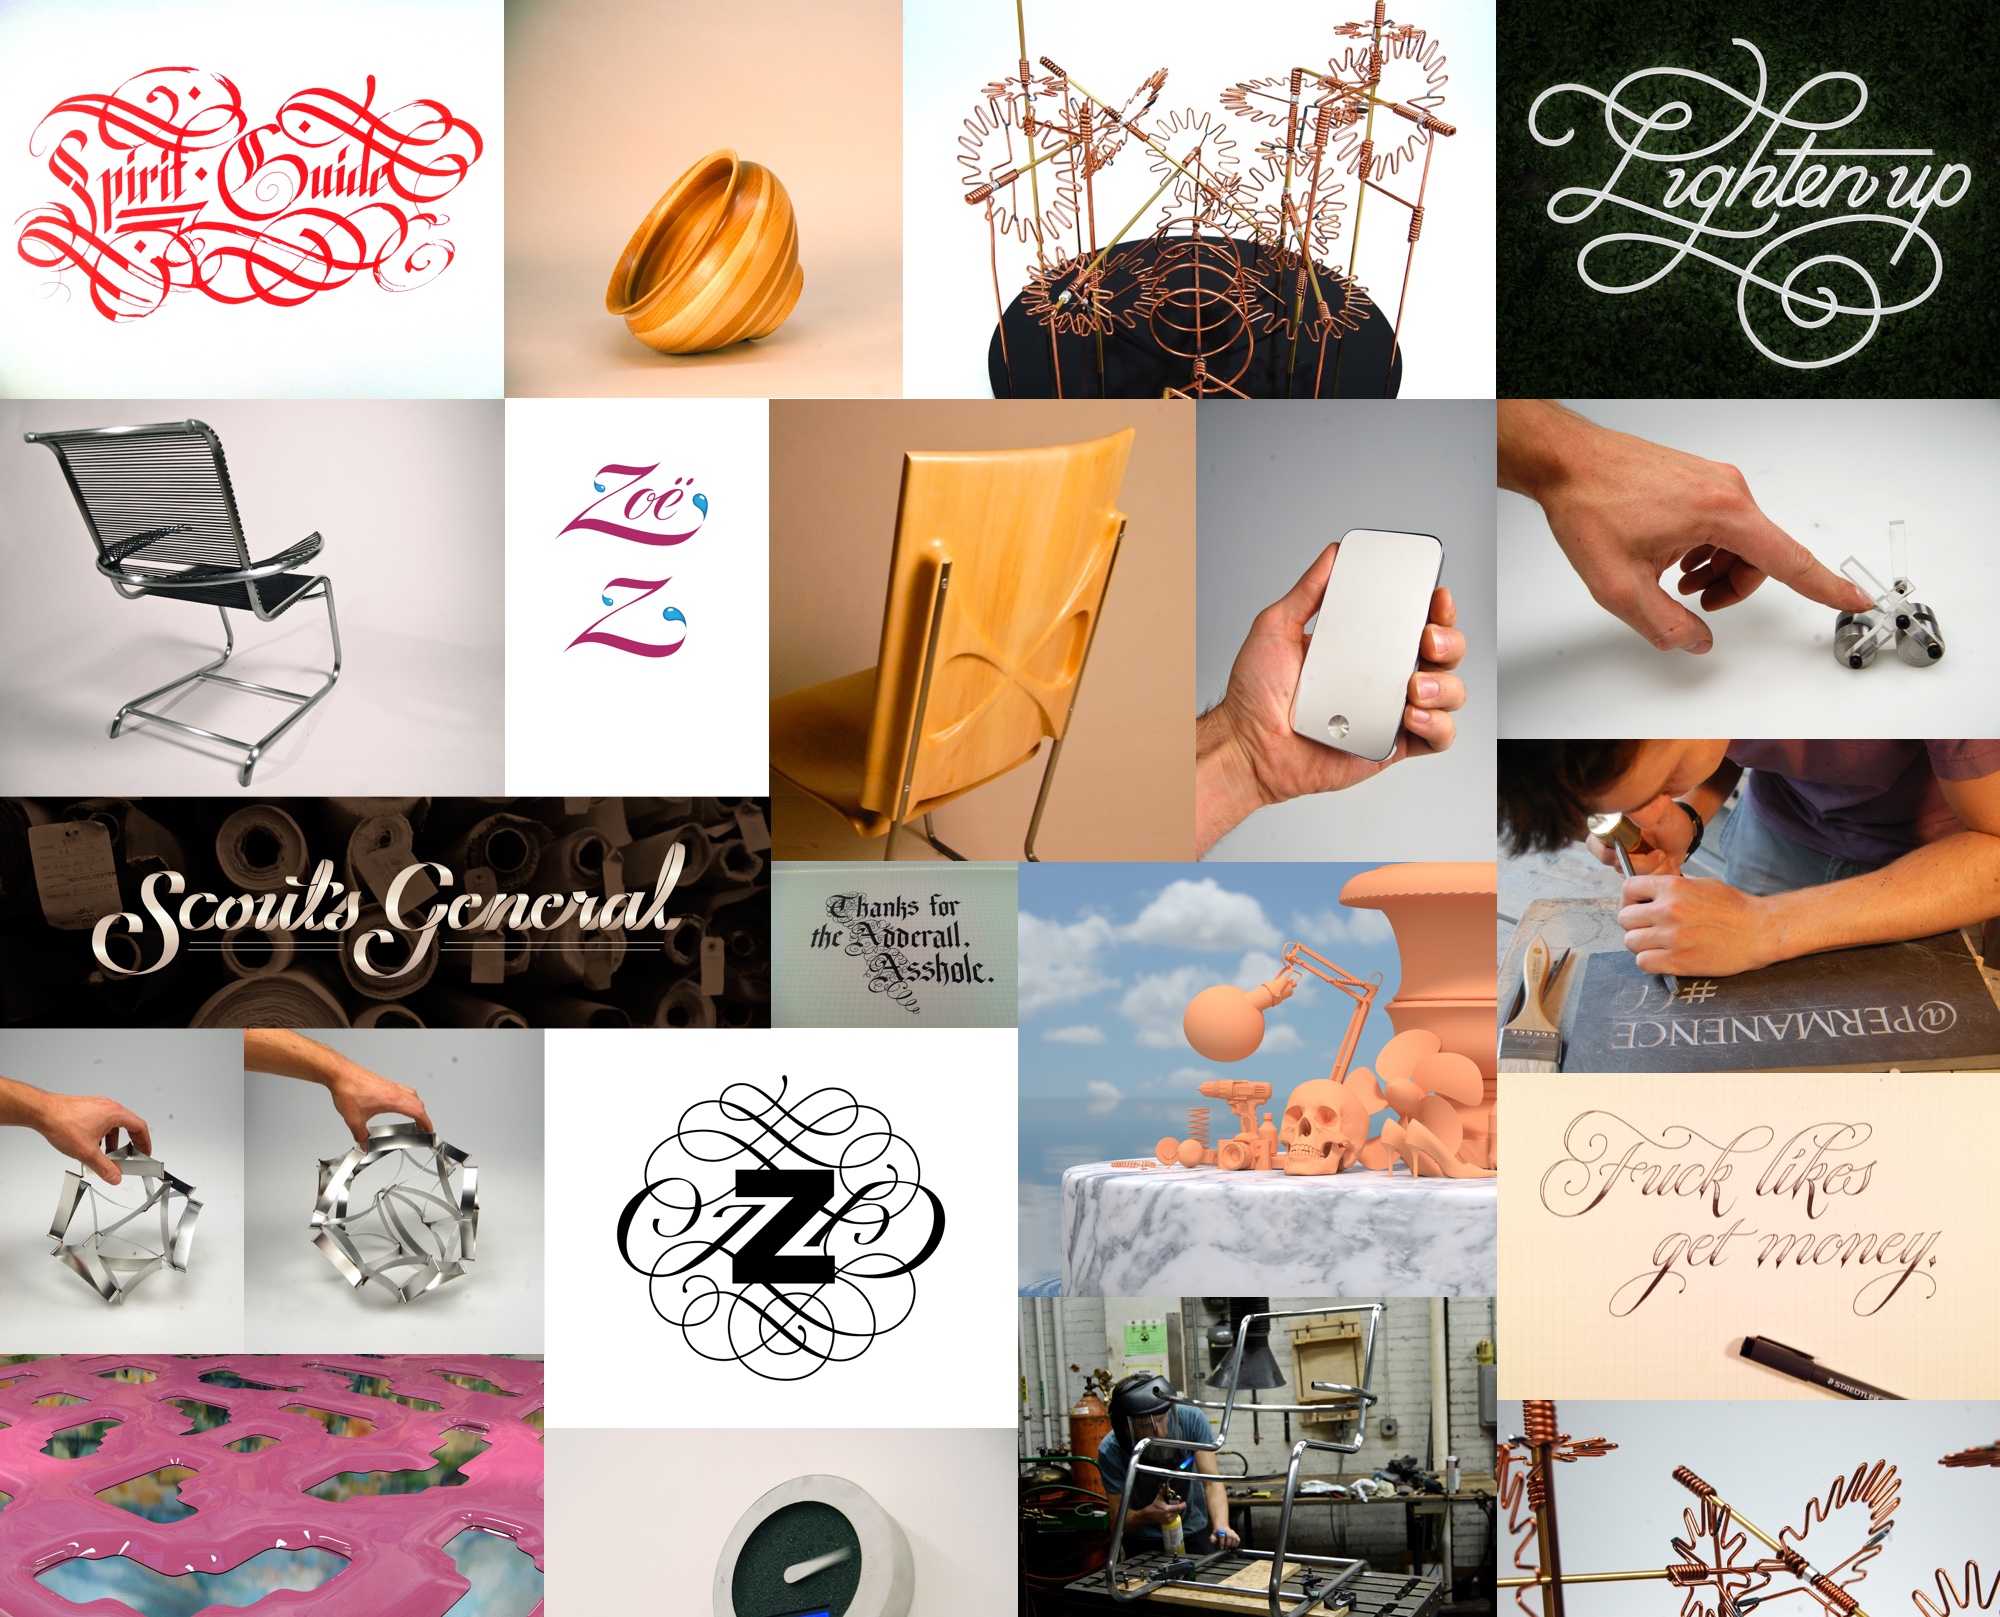 Spirit · Guide
Lighten up
Zoë
Z
Scout's General
Thanks for
the Adderall,
Asshole.
@PERMANENCE
#
Z
Fuck likes
get money.
STAEDTLER